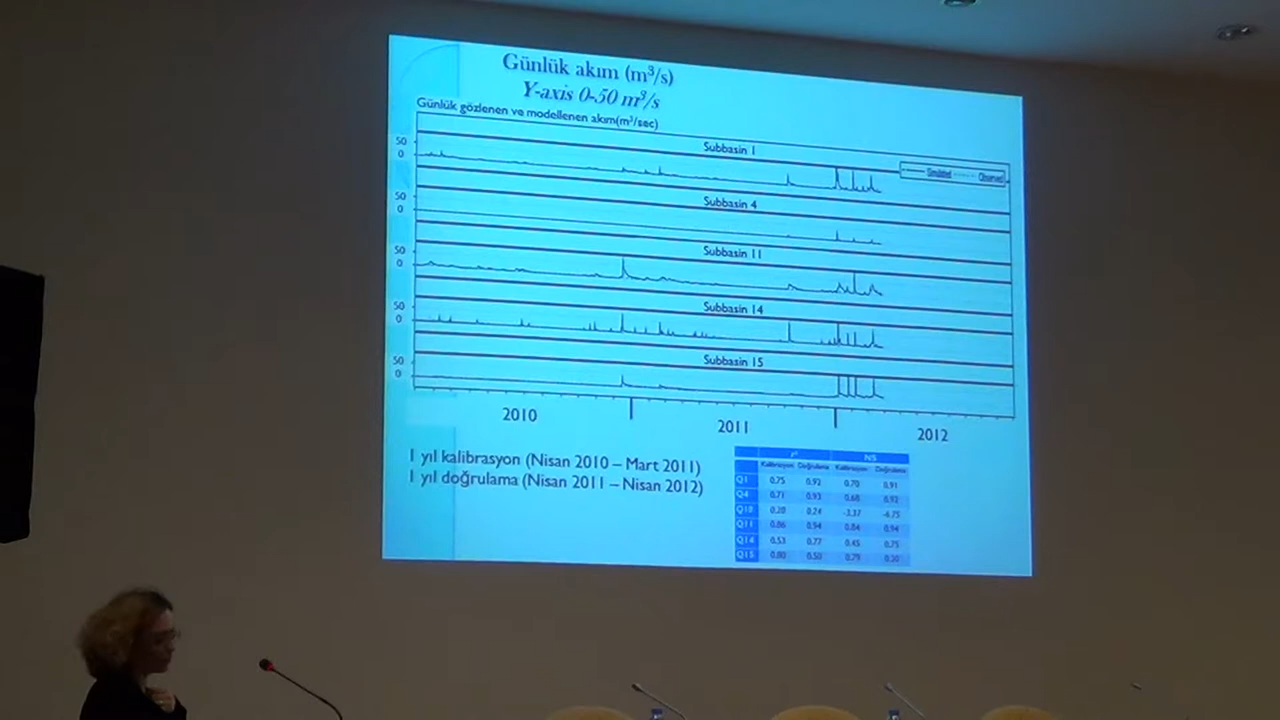 Günlük akım (m³/s)
Y-axis 0-50 m³/s
Günlük gözlenen ve modellenen akım(m³/sec)
Subbasin 1
50
0
Simulated Observed
Subbasin 4
50
0
Subbasin 11
50
0
Subbasin 14
50
0
Subbasin 15
50
0
2010 2011 2012
1 yıl kalibrasyon (Nisan 2010 – Mart 2011)
1 yıl doğrulama (Nisan 2011 – Nisan 2012)
r² NS
Kalibrasyon Doğrulama Kalibrasyon Doğrulama
Q1 0.75 0.92 0.70 0.91
Q4 0.71 0.93 0.68 0.92
Q10 0.20 0.24 -3.37 -4.75
Q11 0.86 0.94 0.84 0.94
Q14 0.53 0.77 0.45 0.75
Q15 0.80 0.50 0.79